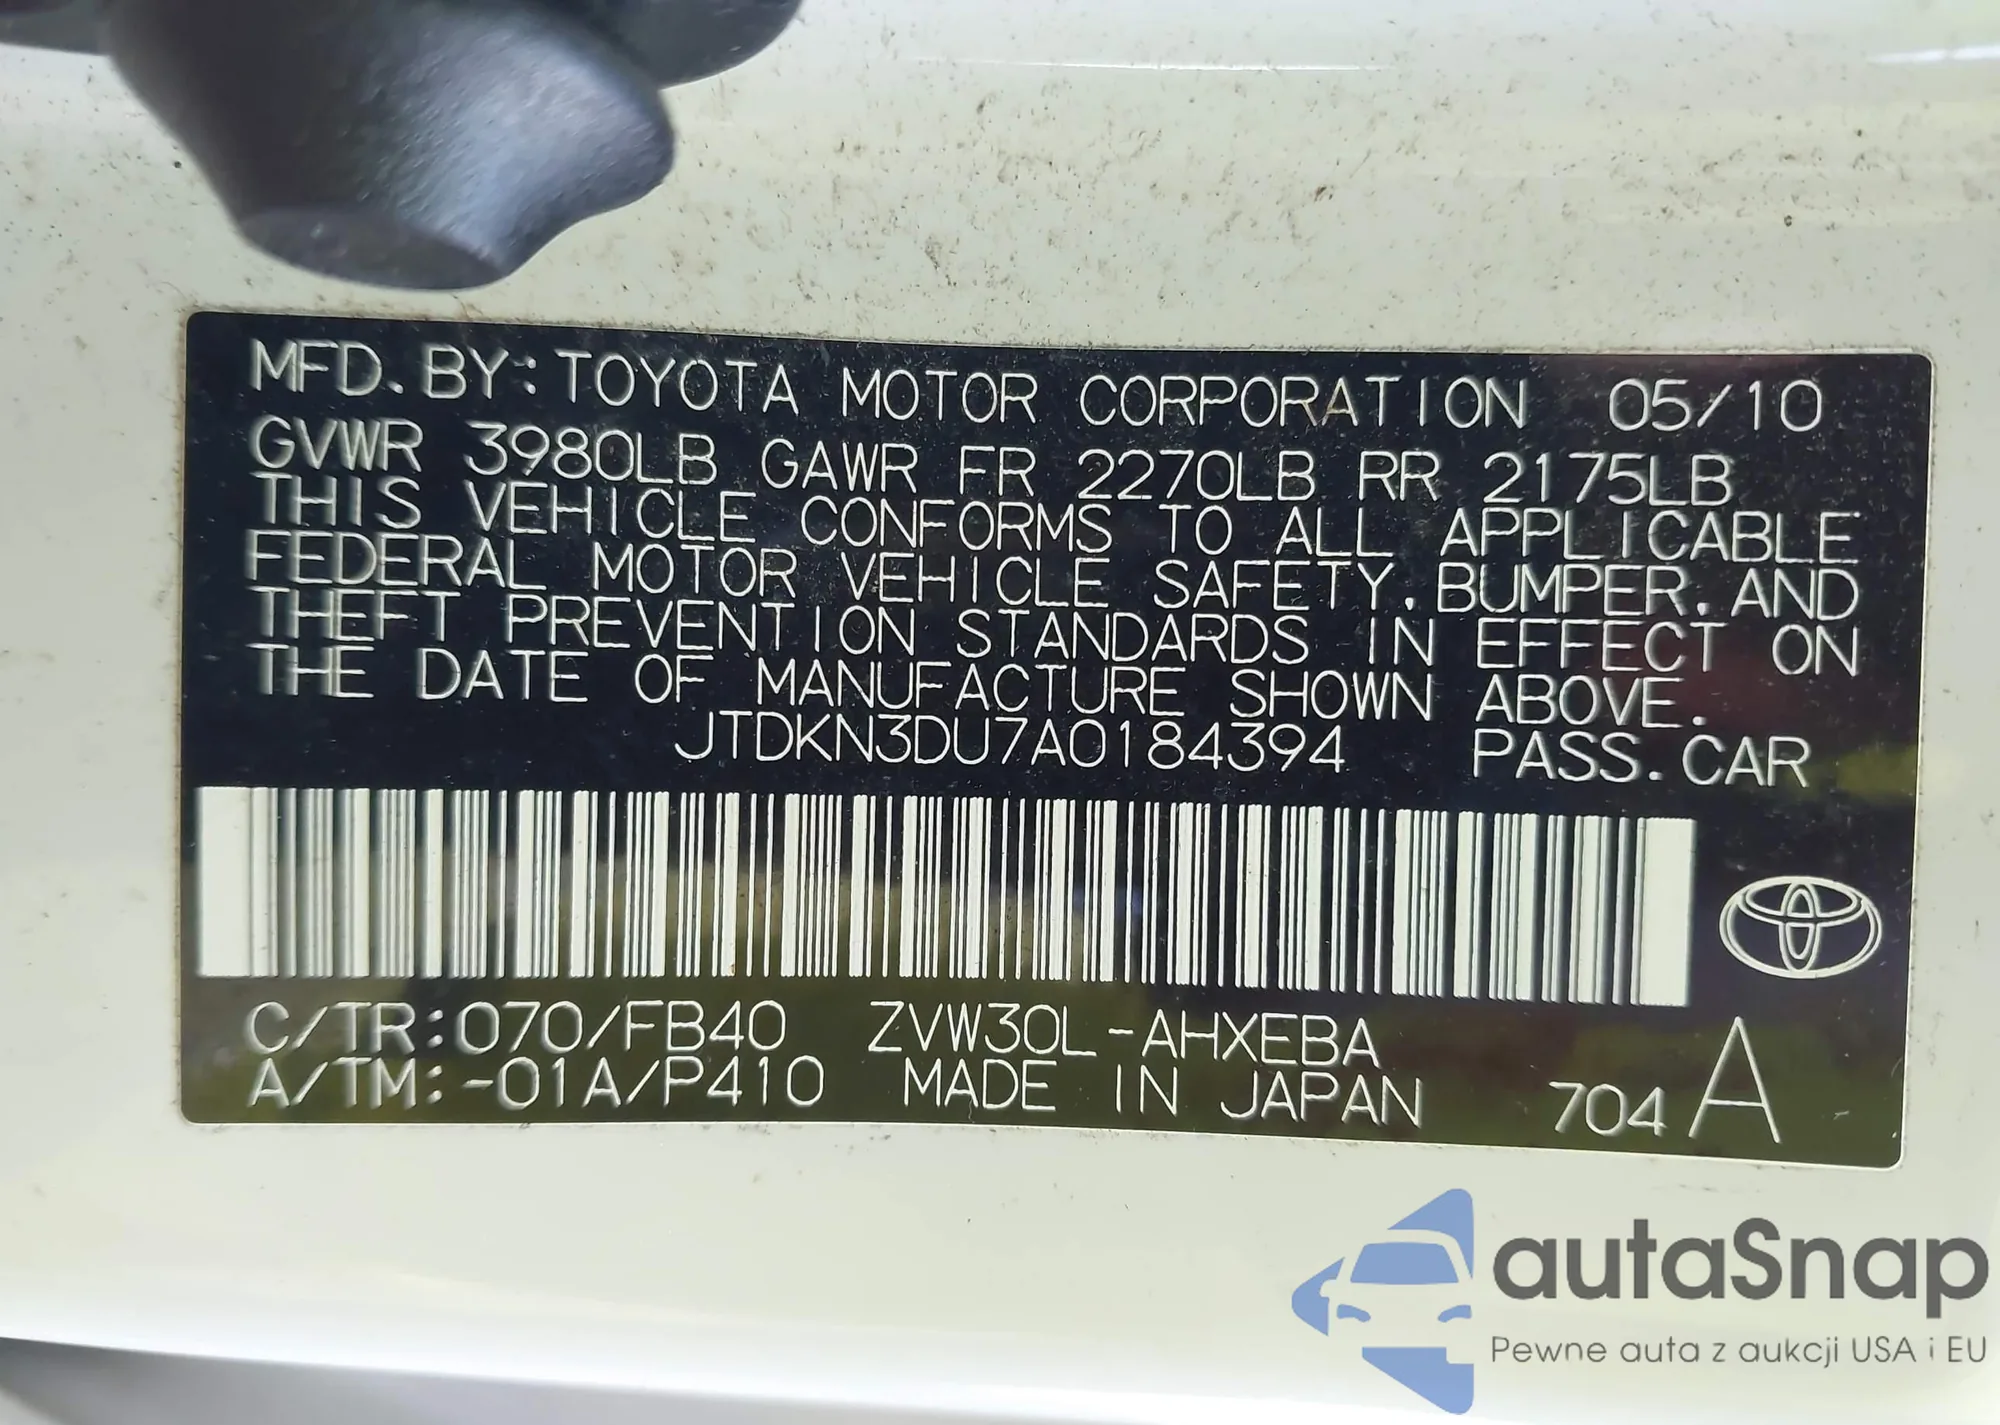 MFD. BY: TOYOTA MOTOR CORPORATION 05/10
GVWR 3980LB GAWR FR 2270LB RR 2175LB
THIS VEHICLE CONFORMS TO ALL APPLICABLE
FEDERAL MOTOR VEHICLE SAFETY, BUMPER, AND
THEFT PREVENTION STANDARDS IN EFFECT ON
THE DATE OF MANUFACTURE SHOWN ABOVE.
JTDKN3DU7A0184394 PASS. CAR
C/TR: 070/FB40 ZVW30L-AHXEBA
A/TM: -01A/P410 MADE IN JAPAN 704 A
autaSnap
Pewne auta z aukcji USA i EU